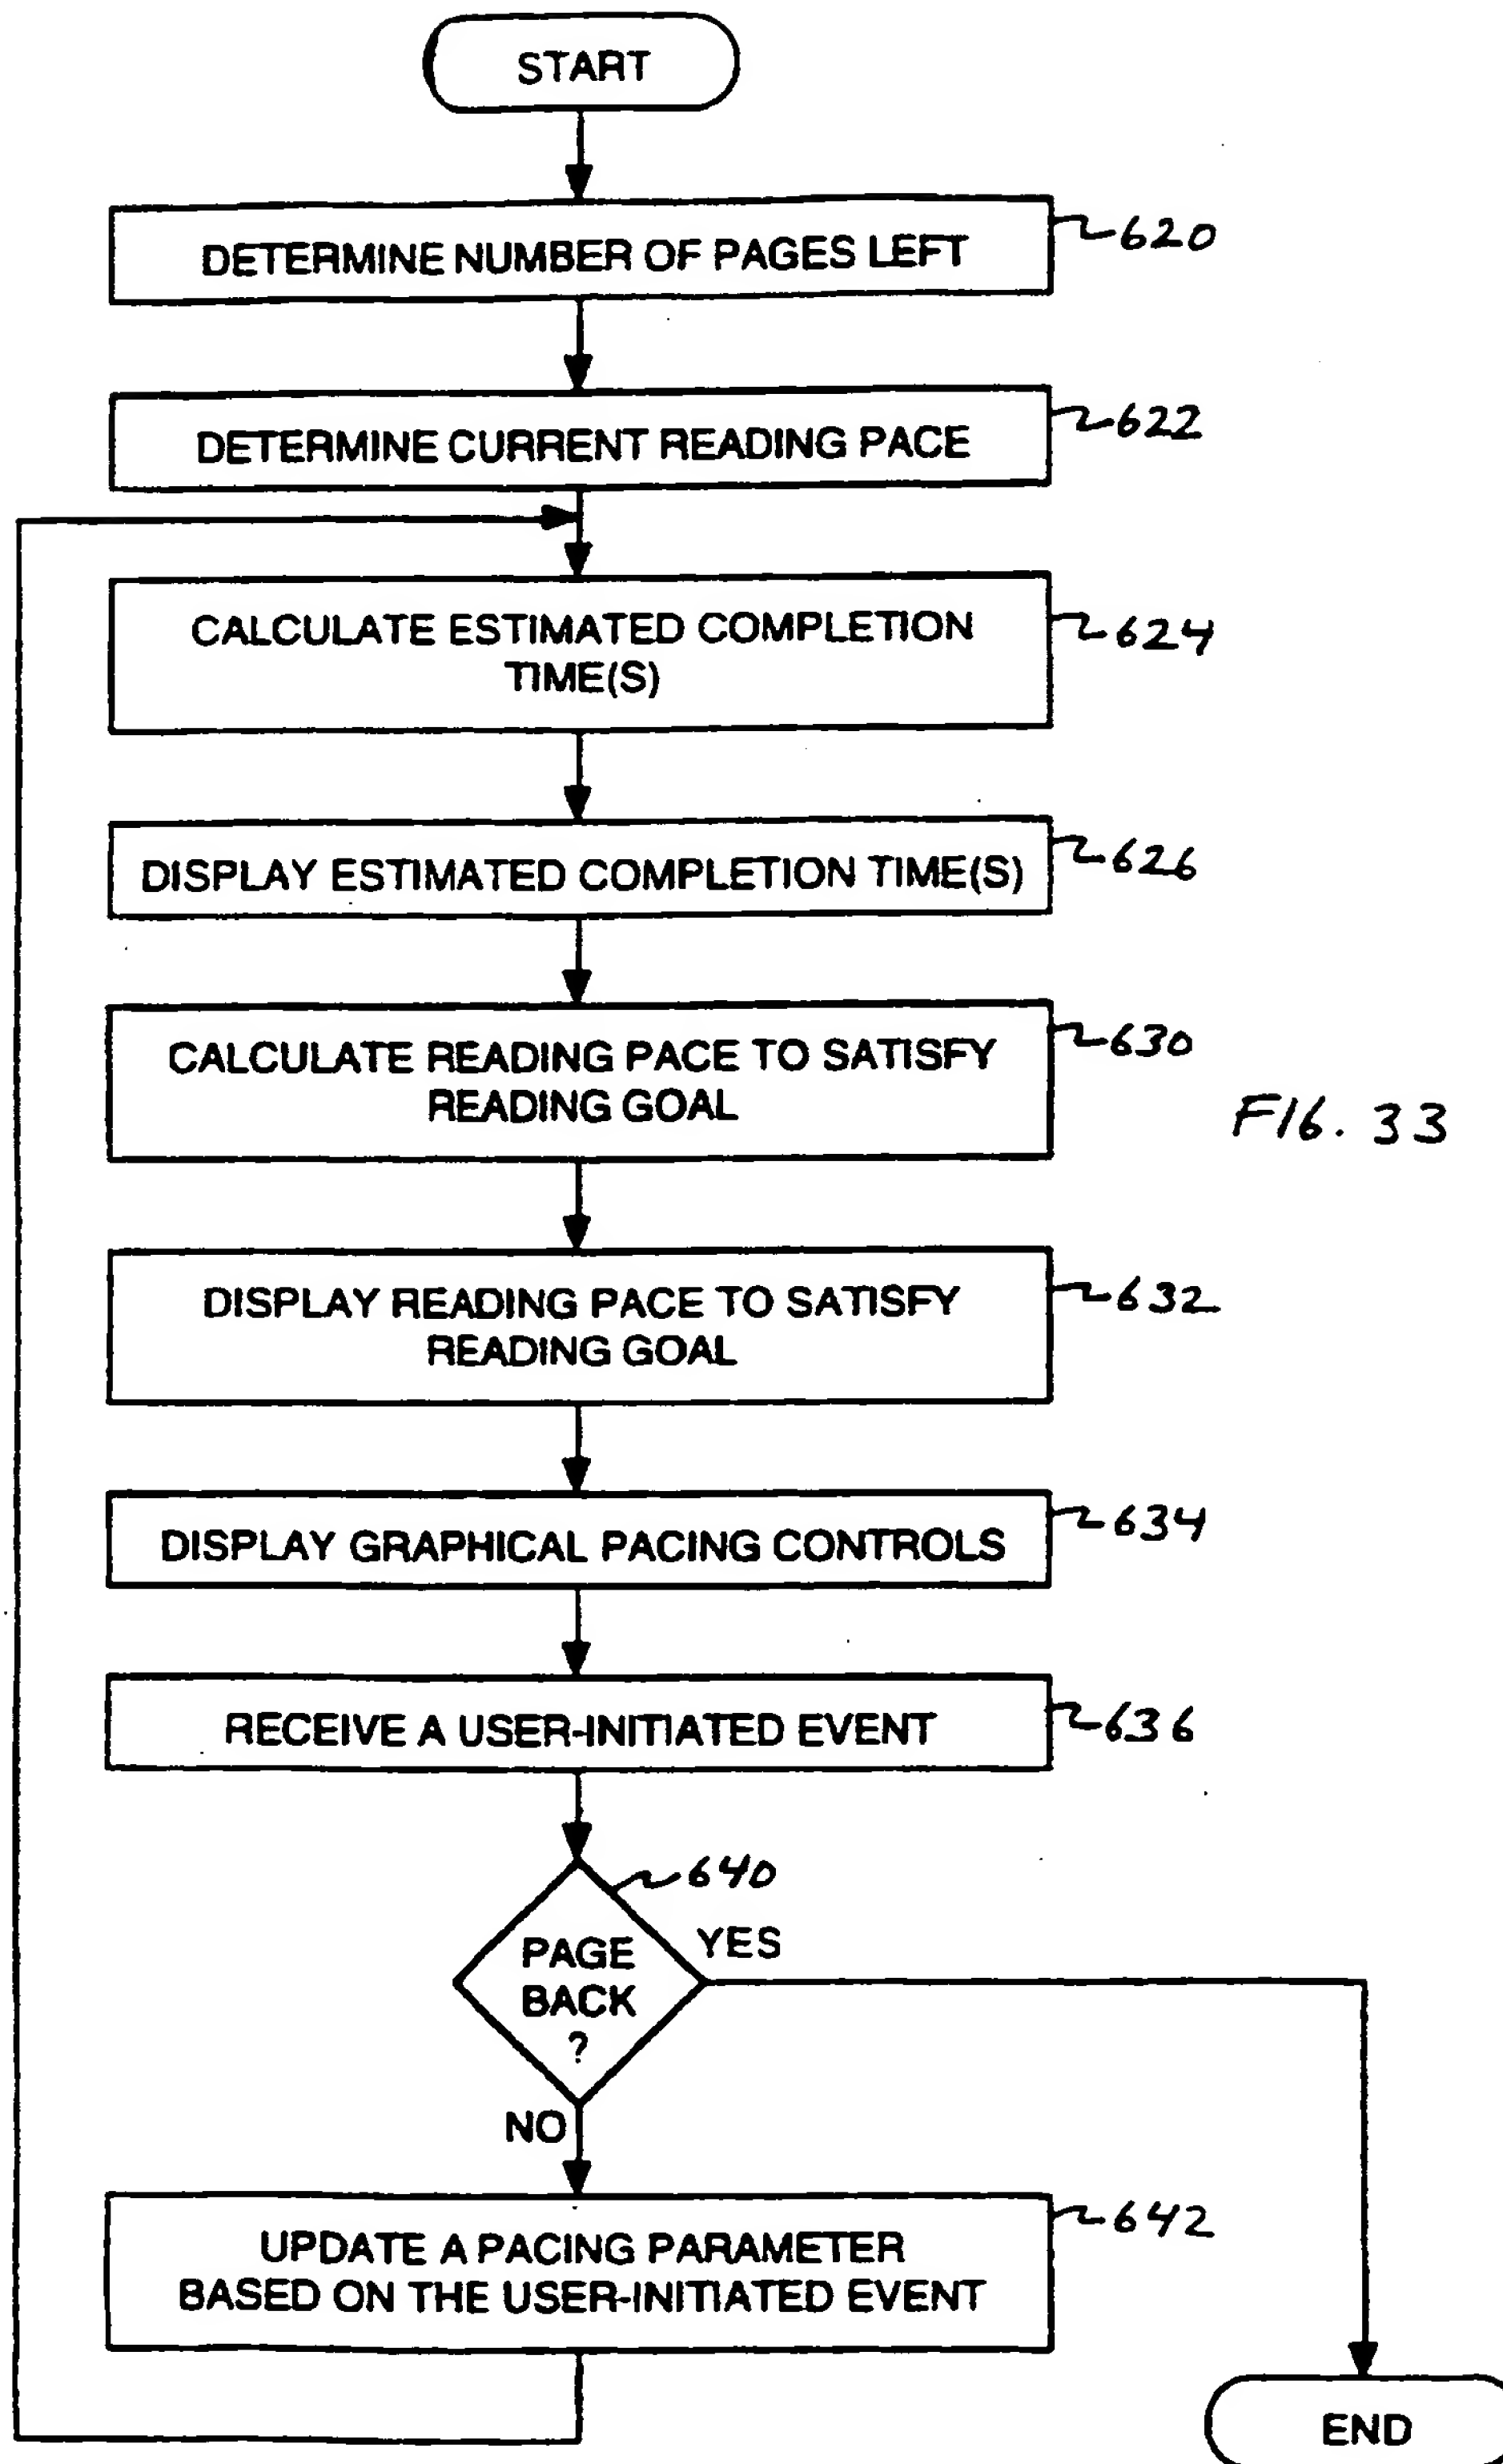 START
DETERMINE NUMBER OF PAGES LEFT
620
DETERMINE CURRENT READING PACE
622
CALCULATE ESTIMATED COMPLETION
TIME(S)
624
DISPLAY ESTIMATED COMPLETION TIME(S)
626
CALCULATE READING PACE TO SATISFY
READING GOAL
630
FIG. 33
DISPLAY READING PACE TO SATISFY
READING GOAL
632
DISPLAY GRAPHICAL PACING CONTROLS
634
RECEIVE A USER-INITIATED EVENT
636
640
PAGE
BACK
?
YES
NO
UPDATE A PACING PARAMETER
BASED ON THE USER-INITIATED EVENT
642
END